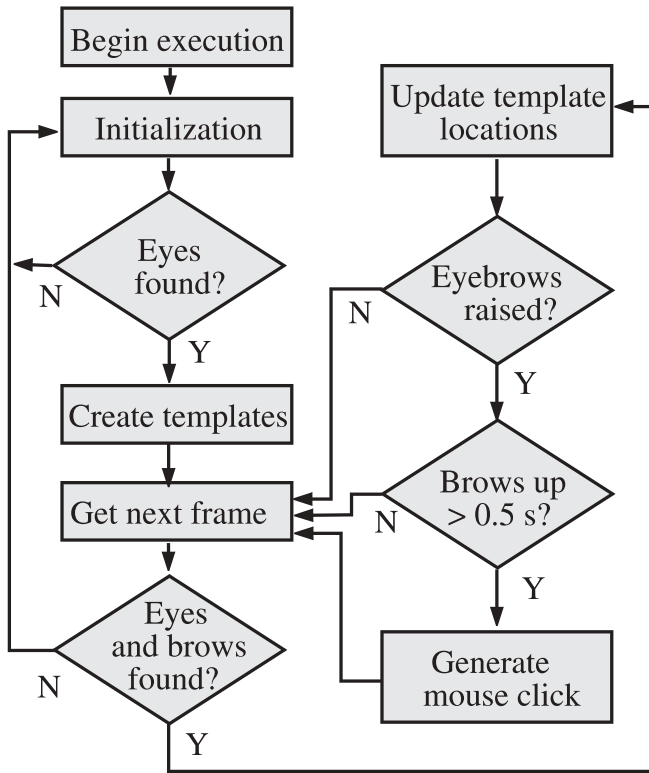 Begin execution
Initialization
Eyes
found?
N
Y
Create templates
Get next frame
Eyes
and brows
found?
N
Y
Update template
locations
Eyebrows
raised?
N
Y
Brows up
> 0.5 s?
N
Y
Generate
mouse click